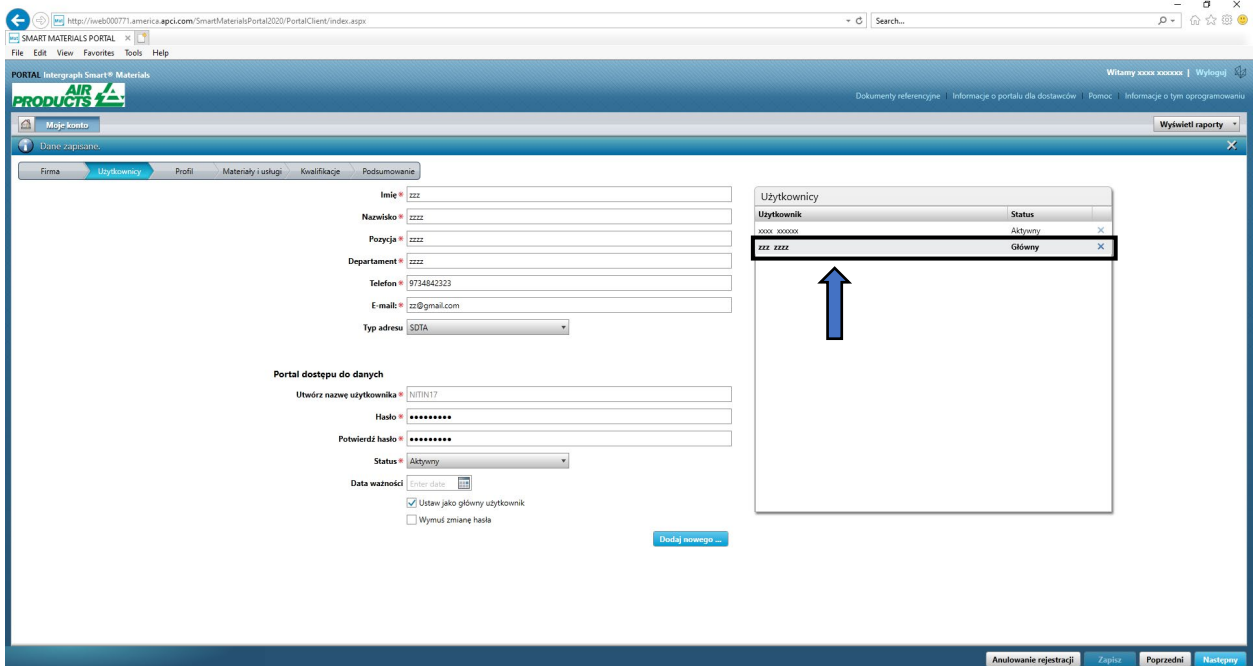 http://iweb000771.america.apci.com/SmartMaterialsPortal2020/PortalClient/index.aspx
Search...
SMART MATERIALS PORTAL
File Edit View Favorites Tools Help
PORTAL Intergraph Smart® Materials
Witamy xxxx xxxxxx | Wyloguj
AIR
PRODUCTS
Dokumenty referencyjne | Informacje o portalu dla dostawców | Pomoc | Informacje o tym oprogramowaniu
Moje konto
Wyświetl raporty
Dane zapisane.
Firma Użytkownicy Profil Materiały i usługi Kwalifikacje Podsumowanie
Imię * zzz
Nazwisko * zzzz
Pozycja * zzzz
Departament * zzzz
Telefon * 9734842323
E-mail: * zz@gmail.com
Typ adresu SDTA
Portal dostępu do danych
Utwórz nazwę użytkownika * NITIN17
Hasło * •••••••••
Potwierdź hasło * •••••••••
Status * Aktywny
Data ważności Enter date
Ustaw jako główny użytkownik
Wymuś zmianę hasła
Dodaj nowego ...
Użytkownicy
Użytkownik Status
xxxx xxxxxx Aktywny
zzz zzzz Główny
Anulowanie rejestracji Zapisz Poprzedni Następny